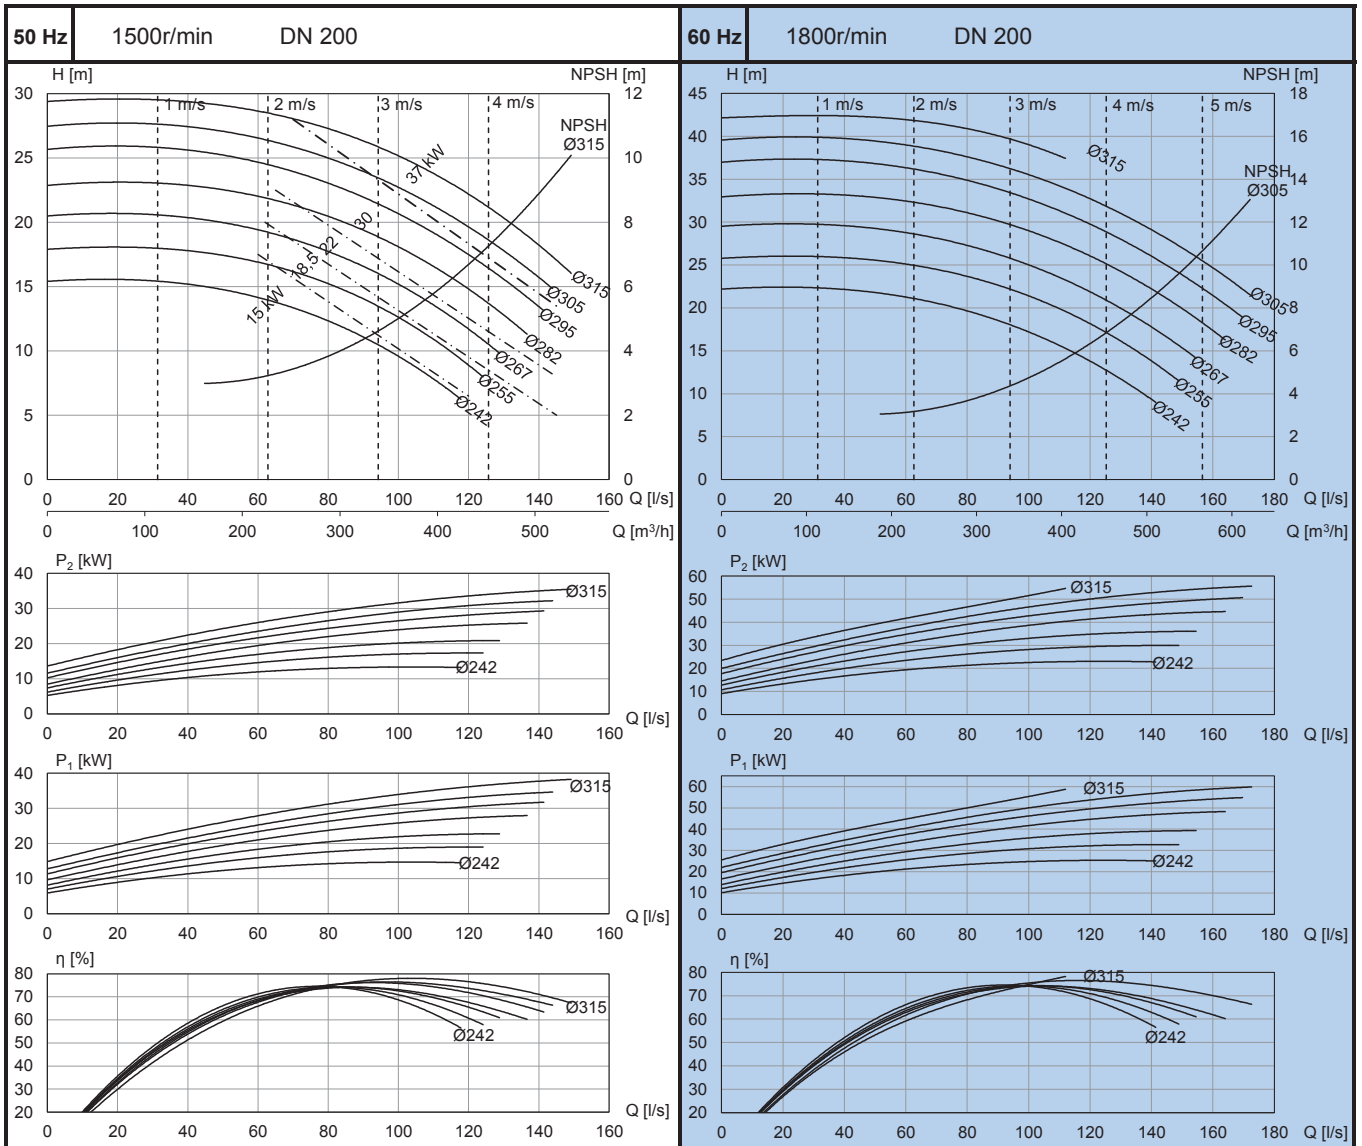 50 Hz 1500r/min DN 200
H [m] NPSH [m]
30 1 m/s 2 m/s 3 m/s 4 m/s 12
NPSH
Ø315
25 37 kW 10
20 15 kW 18,5 22 30 8
15 Ø315 6
Ø305
Ø295
10 Ø282 4
Ø267
Ø255
Ø242
5 2
0 0
0 20 40 60 80 100 120 140 160 Q [l/s]
0 100 200 300 400 500 Q [m³/h]
P2 [kW]
40
30 Ø315
20
10 Ø242
0
0 20 40 60 80 100 120 140 160 Q [l/s]
P1 [kW]
40
30 Ø315
20
10 Ø242
0
0 20 40 60 80 100 120 140 160 Q [l/s]
η [%]
80
70
60 Ø315
50 Ø242
40
30
20
0 20 40 60 80 100 120 140 160 Q [l/s]
60 Hz 1800r/min DN 200
H [m] NPSH [m]
45 1 m/s 2 m/s 3 m/s 4 m/s 5 m/s 18
40 Ø315 16
35 NPSH 14
Ø305
30 12
25 10
20 Ø305 8
Ø295
15 Ø282 6
Ø267
10 Ø255 4
Ø242
5 2
0 0
0 20 40 60 80 100 120 140 160 180 Q [l/s]
0 100 200 300 400 500 600 Q [m³/h]
P2 [kW]
60
50 Ø315
40
30
20 Ø242
10
0
0 20 40 60 80 100 120 140 160 180 Q [l/s]
P1 [kW]
60 Ø315
50
40
30
20 Ø242
10
0
0 20 40 60 80 100 120 140 160 180 Q [l/s]
η [%]
80 Ø315
70
60
50 Ø242
40
30
20
0 20 40 60 80 100 120 140 160 180 Q [l/s]